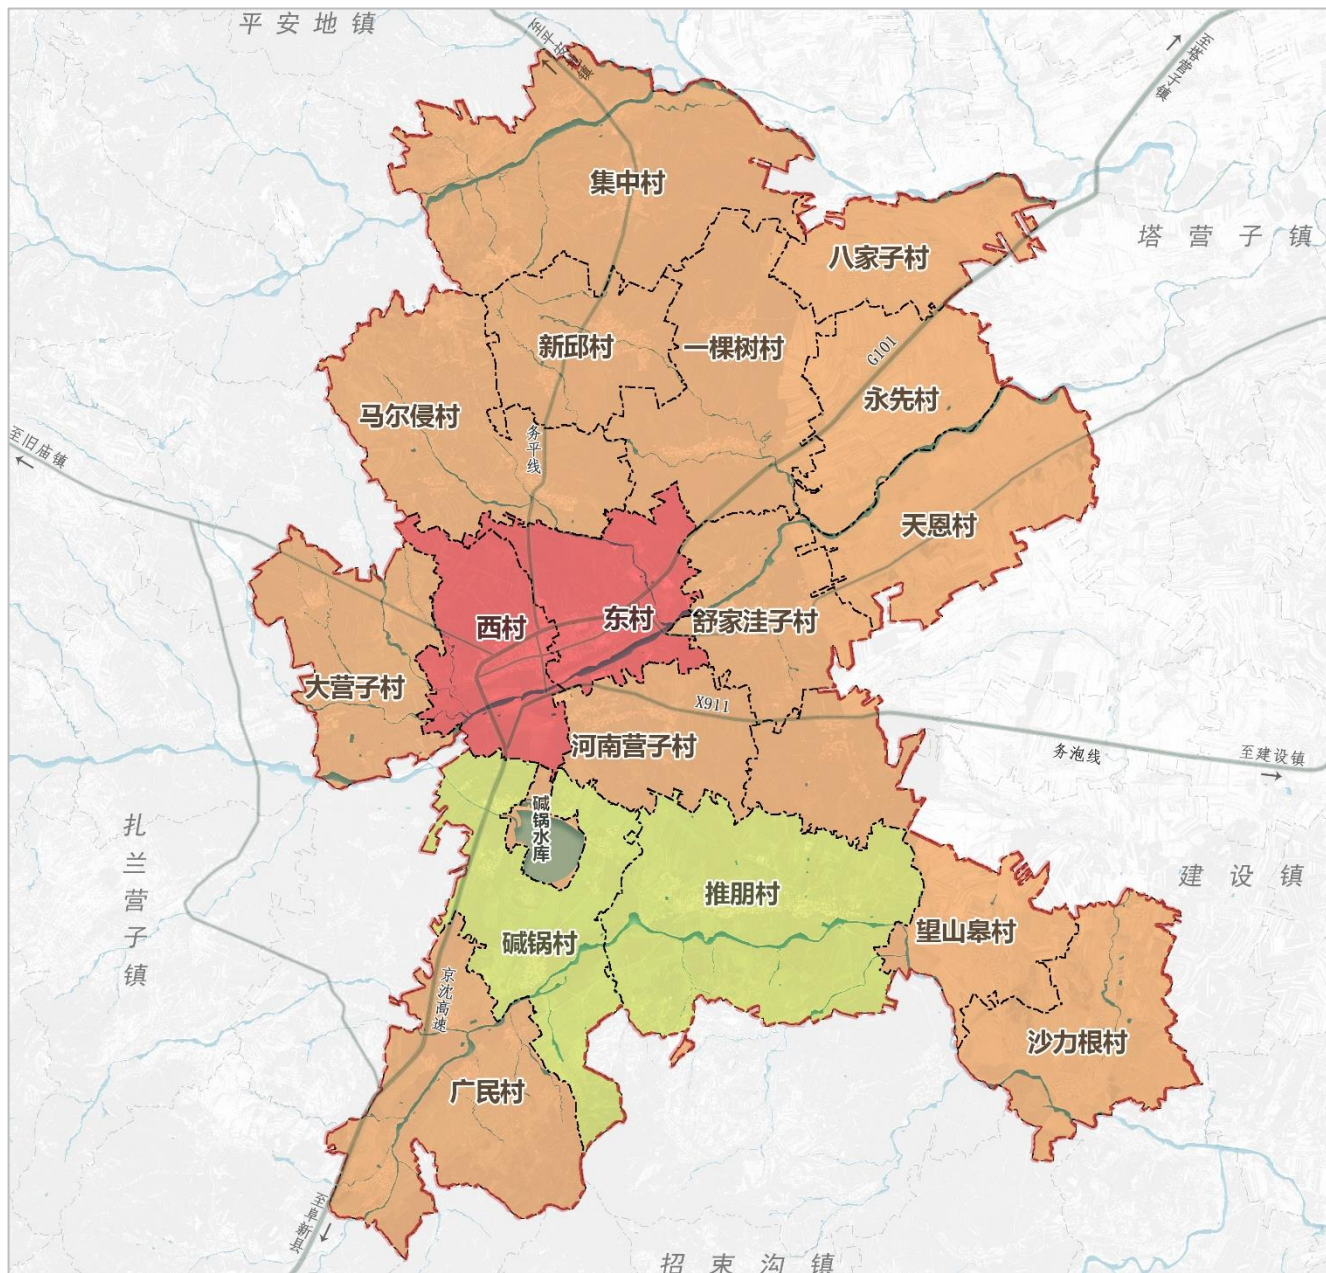 平安地镇
至平安地镇
至塔营子镇
集中村
塔营子镇
八家子村
新邱村
一棵树村
G101
永先村
马尔侵村
务平线
至旧庙镇
天恩村
西村
东村
舒家洼子村
大营子村
X911
河南营子村
务泡线
至建设镇
碱锅水库
扎兰营子镇
建设镇
推朋村
望山皋村
碱锅村
京沈高速
沙力根村
广民村
至阜新县
招束沟镇